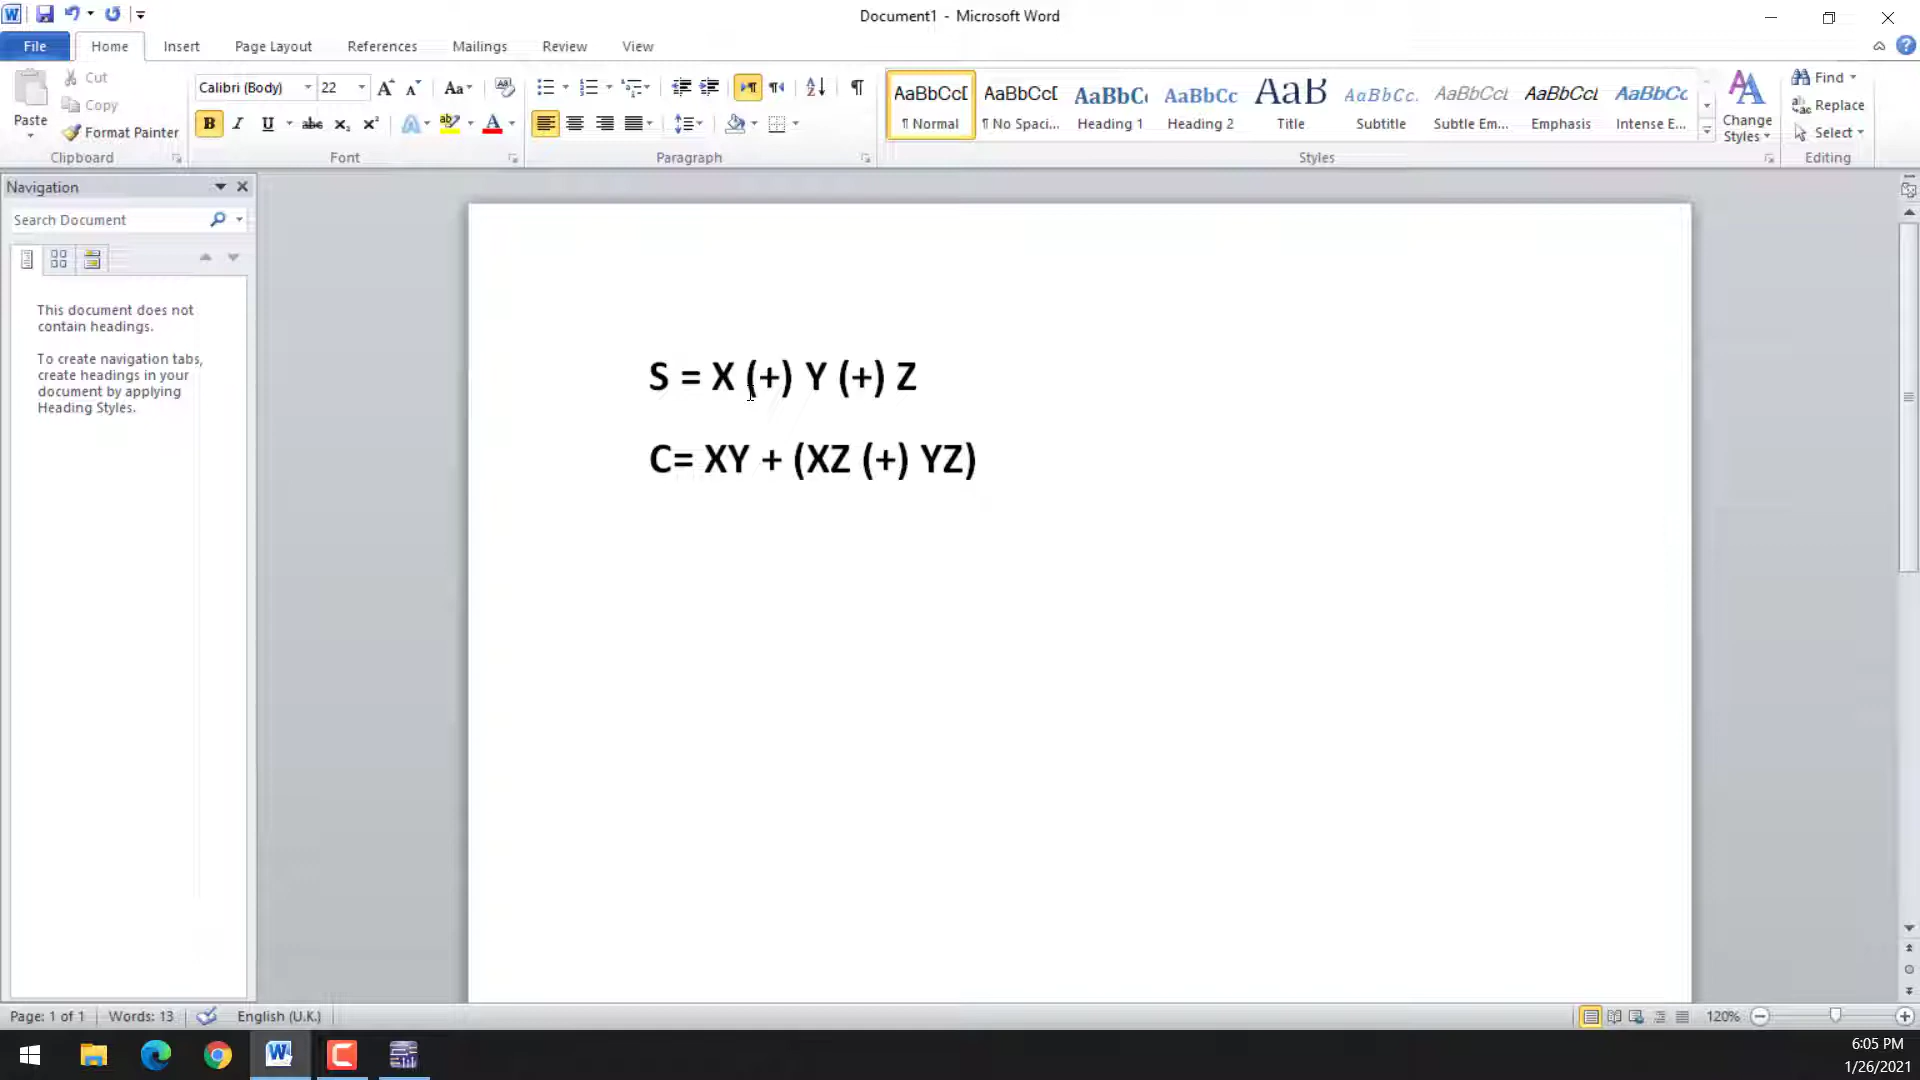 Document1 - Microsoft Word
File Home Insert Page Layout References Mailings Review View
Paste
Cut
Copy
Format Painter
Clipboard
Calibri (Body) 22
Font
Paragraph
AaBbCcD AaBbCcD AaBbC AaBbCc AaB AaBbCc. AaBbCcL AaBbCcL AaBbCc
¶ Normal ¶ No Spaci... Heading 1 Heading 2 Title Subtitle Subtle Em... Emphasis Intense E...
Change Styles
Styles
Find
Replace
Select
Editing
Navigation
Search Document
This document does not
contain headings.
To create navigation tabs,
create headings in your
document by applying
Heading Styles.
S = X (+) Y (+) Z
C= XY + (XZ (+) YZ)
Page: 1 of 1 Words: 13 English (U.K.) 120%
6:05 PM
1/26/2021